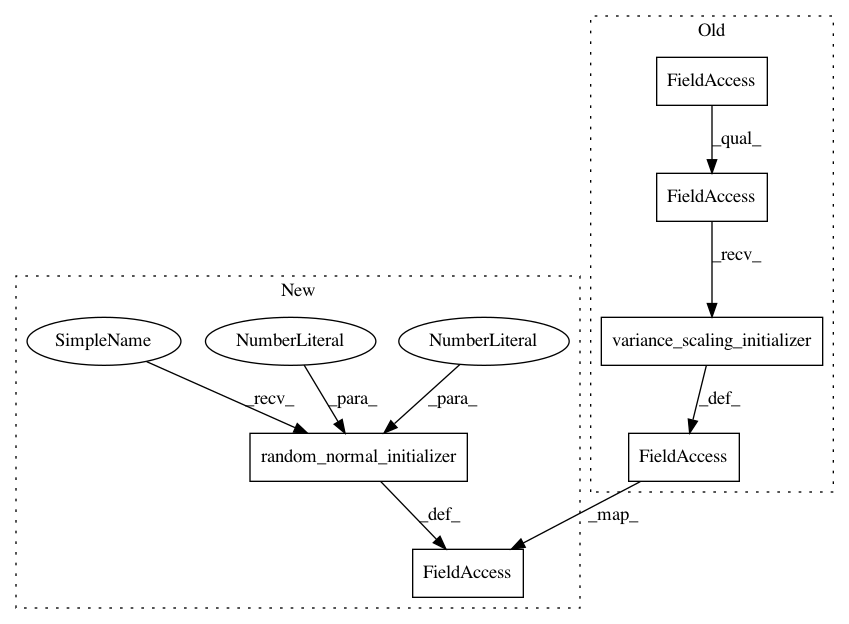 Old
FieldAccess
_qual_
FieldAccess
_recv_
New
SimpleName
NumberLiteral
NumberLiteral
variance_scaling_initializer
_recv_
_para_
_para_
_def_
random_normal_initializer
FieldAccess
_def_
_map_
FieldAccess